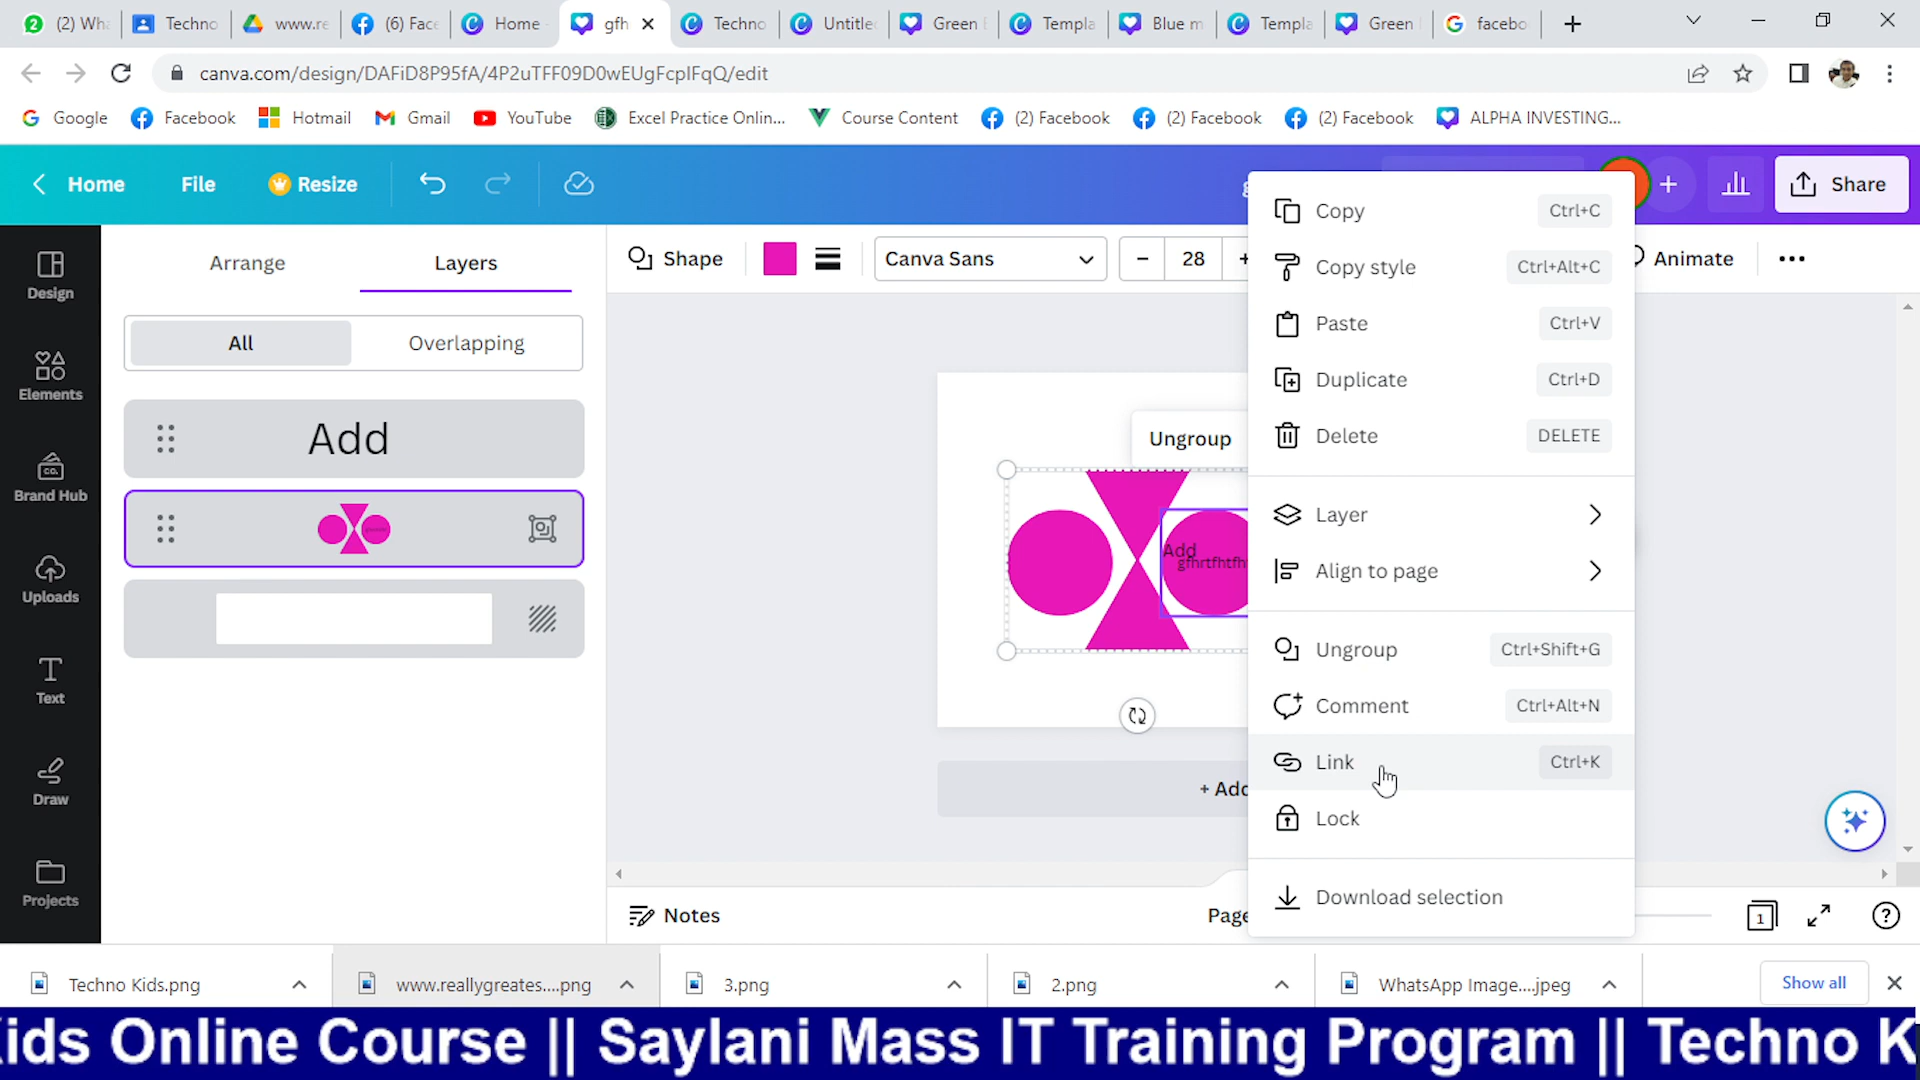 (2) Wha
Techno
www.re
(6) Face
Home -
gfh
Techno
Untitle
Green
Templa
Blue m
Templa
Green
facebo
canva.com/design/DAFiD8P95fA/4P2uTFF09D0wEUgFcpIFqQ/edit
Google
Facebook
Hotmail
Gmail
YouTube
Excel Practice Onlin...
Course Content
(2) Facebook
(2) Facebook
(2) Facebook
ALPHA INVESTING...
Home
File
Resize
Share
Design
Elements
Brand Hub
Uploads
Text
Draw
Projects
Arrange
Layers
All
Overlapping
Add
Shape
Canva Sans
28
Animate
Ungroup
Add
gfhrtfhtfh
+ Add
Copy Ctrl+C
Copy style Ctrl+Alt+C
Paste Ctrl+V
Duplicate Ctrl+D
Delete DELETE
Layer
Align to page
Ungroup Ctrl+Shift+G
Comment Ctrl+Alt+N
Link Ctrl+K
Lock
Download selection
Notes
Page
1
Techno Kids.png
www.reallygreates....png
3.png
2.png
WhatsApp Image....jpeg
Show all
ids Online Course || Saylani Mass IT Training Program || Techno K